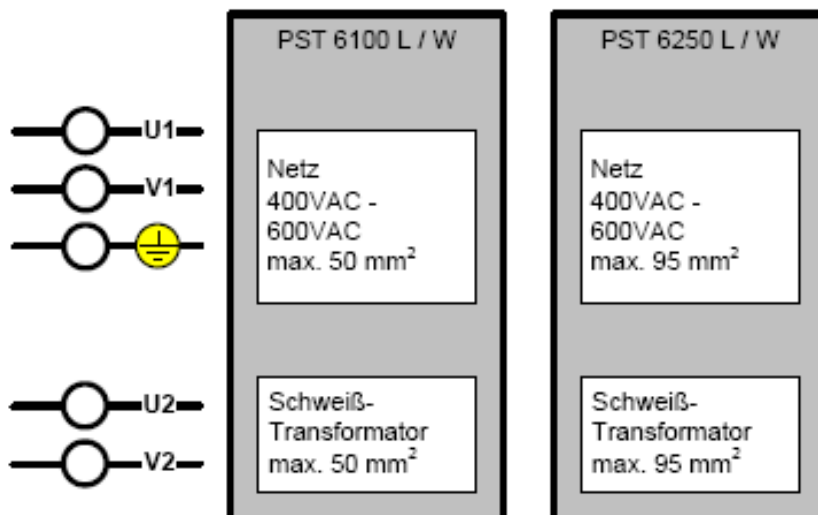 PST 6100 L / W
PST 6250 L / W
U1
V1
U2
V2
Netz
400VAC -
600VAC
max. 50 mm²
Schweiß-
Transformator
max. 50 mm²
Netz
400VAC -
600VAC
max. 95 mm²
Schweiß-
Transformator
max. 95 mm²